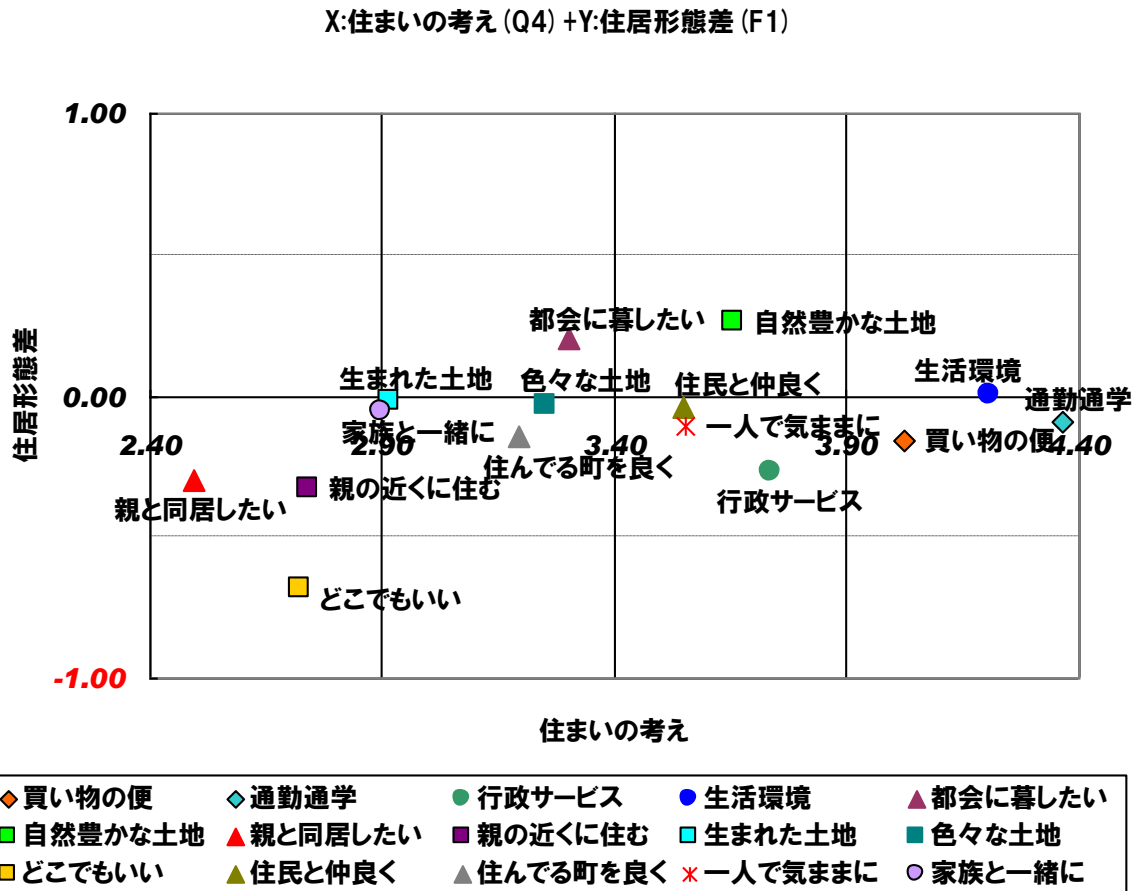 X:住まいの考え(Q4)+Y:住居形態差(F1)
1.00
都会に暮したい
自然豊かな土地
住居形態差
生まれた土地
色々な土地
住民と仲良く
生活環境
0.00
通勤通学
2.40
2.90
3.40
3.90
4.40
家族と一緒に
一人で気ままに
買い物の便
住んでる町を良く
親の近くに住む
行政サービス
親と同居したい
どこでもいい
-1.00
住まいの考え
買い物の便 通勤通学 行政サービス 生活環境 都会に暮したい
自然豊かな土地 親と同居したい 親の近くに住む 生まれた土地 色々な土地
どこでもいい 住民と仲良く 住んでる町を良く 一人で気ままに 家族と一緒に